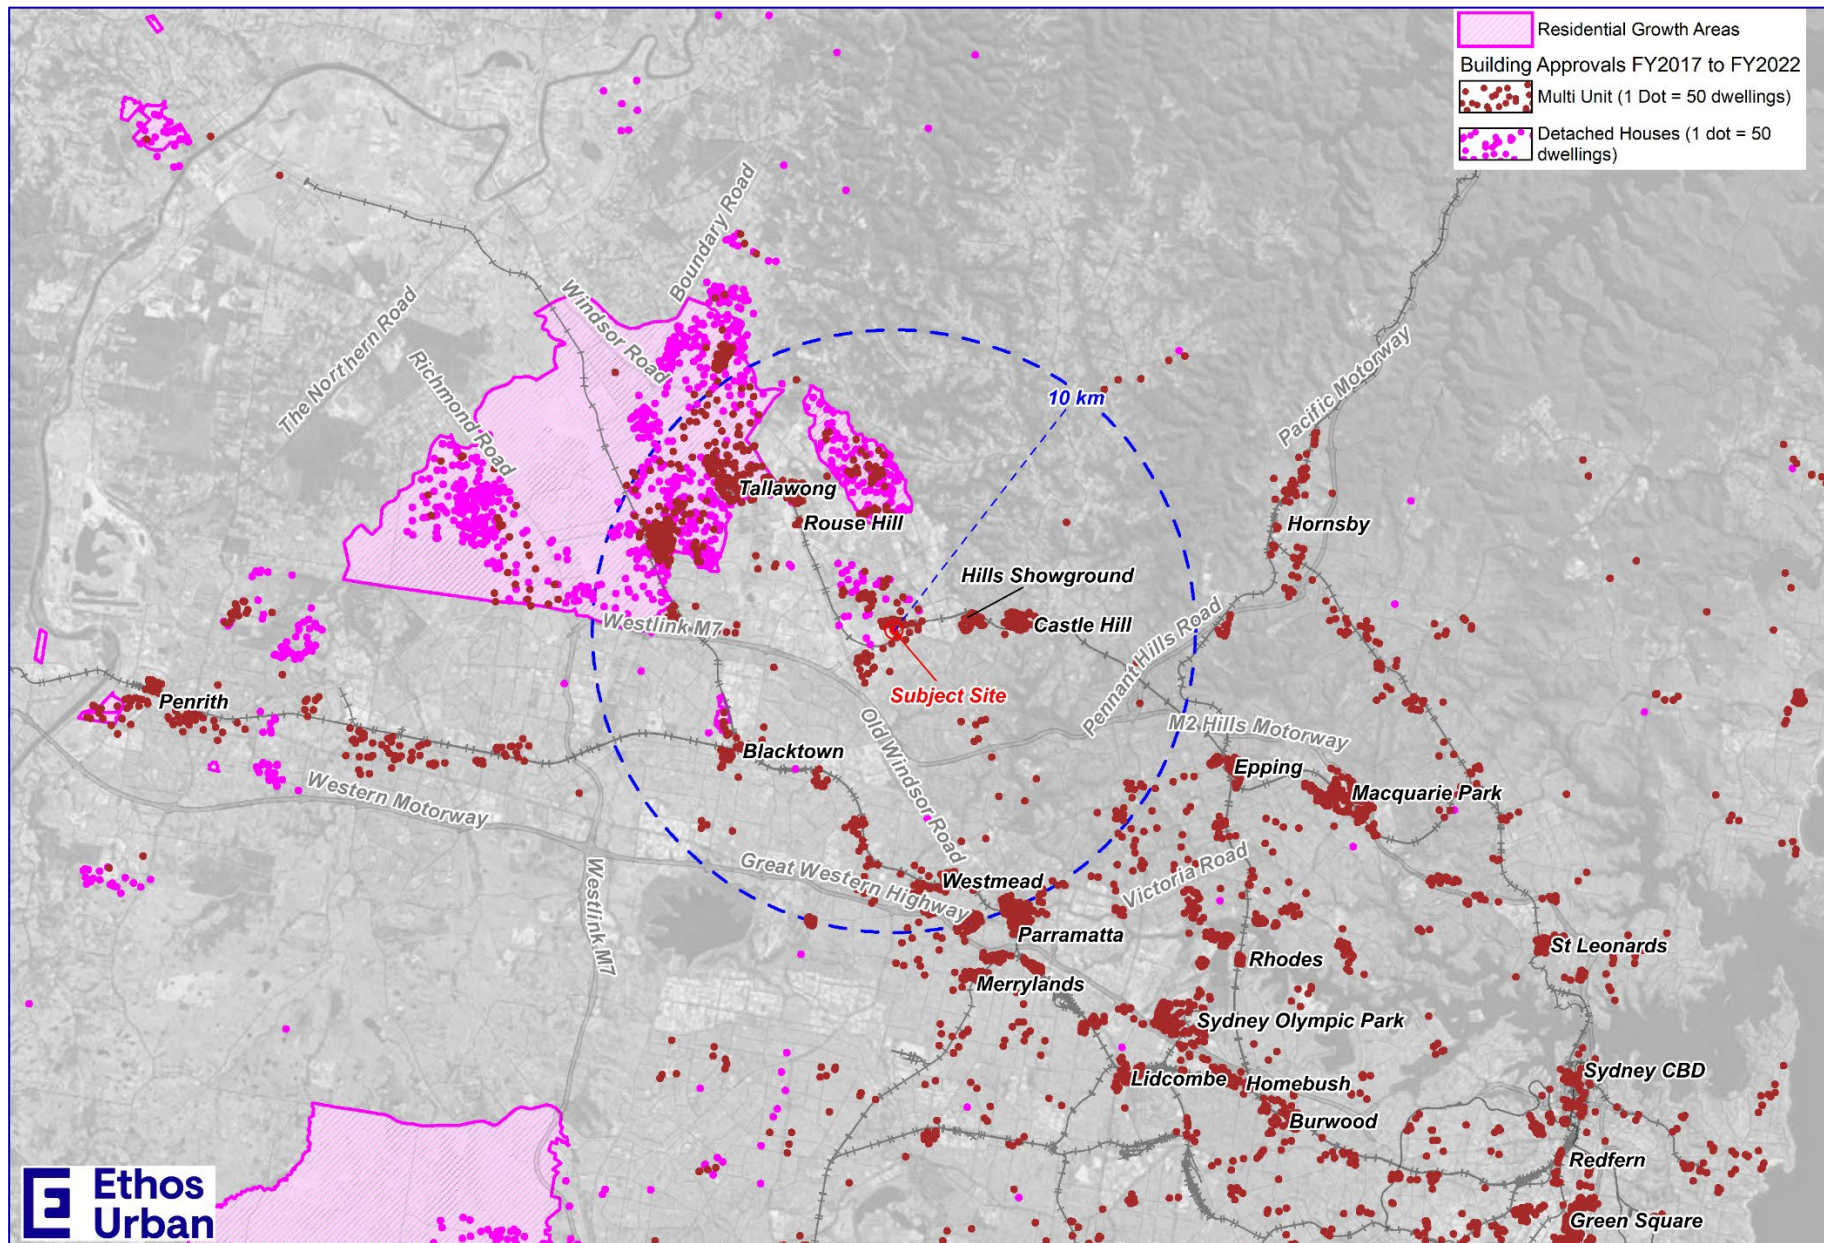 Residential Growth Areas
Building Approvals FY2017 to FY2022
Multi Unit (1 Dot = 50 dwellings)
Detached Houses (1 dot = 50
dwellings)
Boundary Road
Windsor Road
The Northern Road
Richmond Road
Pacific Motorway
10 km
Tallawong
Rouse Hill
Hornsby
Hills Showground
Castle Hill
Westlink M7
Pennant Hills Road
Subject Site
Penrith
M2 Hills Motorway
Old Windsor Road
Blacktown
Epping
Macquarie Park
Western Motorway
Great Western Highway
Westmead
Victoria Road
Westlink M7
Parramatta
St Leonards
Rhodes
Merrylands
Sydney Olympic Park
Lidcombe
Homebush
Sydney CBD
Burwood
Redfern
Green Square
Ethos
Urban